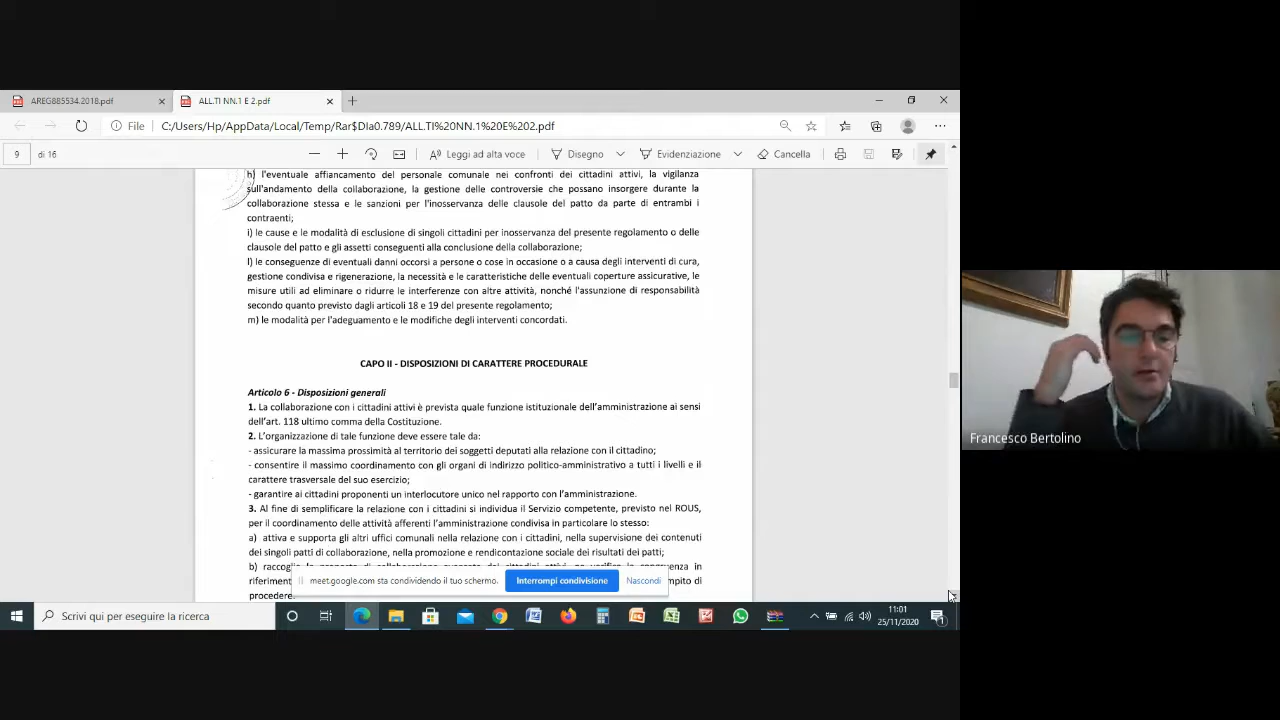 AREG885534.2018.pdf
ALL.TI NN.1 E 2.pdf
File
C:/Users/Hp/AppData/Local/Temp/Rar$DIa0.789/ALL.TI%20NN.1%20E%202.pdf
9 di 16
Leggi ad alta voce
Disegno
Evidenziazione
Cancella
h) l'eventuale affiancamento del personale comunale nei confronti dei cittadini attivi, la vigilanza
sull'andamento della collaborazione, la gestione delle controversie che possano insorgere durante la
collaborazione stessa e le sanzioni per l'inosservanza delle clausole del patto da parte di entrambi i
contraenti;
i) le cause e le modalità di esclusione di singoli cittadini per inosservanza del presente regolamento o delle
clausole del patto e gli assetti conseguenti alla conclusione della collaborazione;
l) le conseguenze di eventuali danni occorsi a persone o cose in occasione o a causa degli interventi di cura,
gestione condivisa e rigenerazione, la necessità e le caratteristiche delle eventuali coperture assicurative, le
misure utili ad eliminare o ridurre le interferenze con altre attività, nonché l'assunzione di responsabilità
secondo quanto previsto dagli articoli 18 e 19 del presente regolamento;
m) le modalità per l'adeguamento e le modifiche degli interventi concordati.
CAPO II - DISPOSIZIONI DI CARATTERE PROCEDURALE
Articolo 6 - Disposizioni generali
1. La collaborazione con i cittadini attivi è prevista quale funzione istituzionale dell'amministrazione ai sensi
dell'art. 118 ultimo comma della Costituzione.
2. L'organizzazione di tale funzione deve essere tale da:
- assicurare la massima prossimità al territorio dei soggetti deputati alla relazione con il cittadino;
- consentire il massimo coordinamento con gli organi di indirizzo politico-amministrativo a tutti i livelli e il
carattere trasversale del suo esercizio;
- garantire ai cittadini proponenti un interlocutore unico nel rapporto con l'amministrazione.
3. Al fine di semplificare la relazione con i cittadini si individua il Servizio competente, previsto nel ROUS,
per il coordinamento delle attività afferenti l'amministrazione condivisa in particolare lo stesso:
a) attiva e supporta gli altri uffici comunali nella relazione con i cittadini, nella supervisione dei contenuti
dei singoli patti di collaborazione, nella promozione e rendicontazione sociale dei risultati dei patti;
b) in
riferiment
procedere.
meet.google.com sta condividendo il tuo schermo.
Interrompi condivisione
Nascondi
Scrivi qui per eseguire la ricerca
11:01
25/11/2020
1
Francesco Bertolino